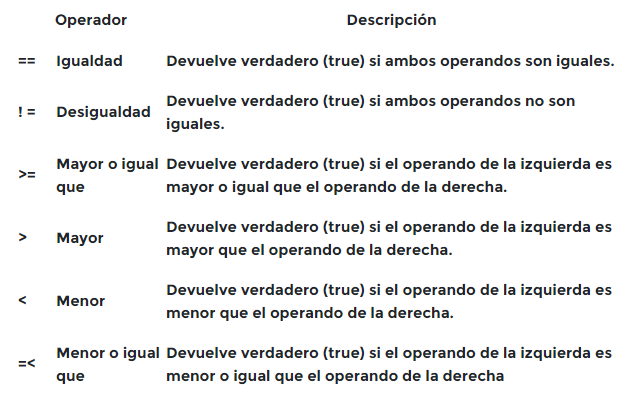 Operador Descripción
== Igualdad Devuelve verdadero (true) si ambos operandos son iguales.
! = Desigualdad Devuelve verdadero (true) si ambos operandos no son
iguales.
>= Mayor o igual
que Devuelve verdadero (true) si el operando de la izquierda es
mayor o igual que el operando de la derecha.
> Mayor Devuelve verdadero (true) si el operando de la izquierda es
mayor que el operando de la derecha.
< Menor Devuelve verdadero (true) si el operando de la izquierda es
menor que el operando de la derecha.
=< Menor o igual
que Devuelve verdadero (true) si el operando de la izquierda es
menor o igual que el operando de la derecha